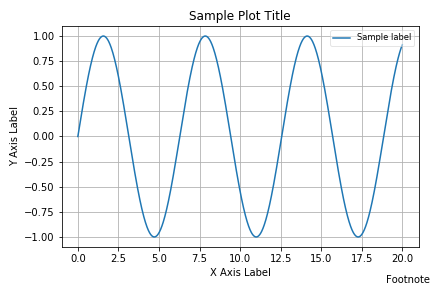 Sample Plot Title
Sample label
Y Axis Label
1.00
0.75
0.50
0.25
0.00
−0.25
−0.50
−0.75
−1.00
0.0 2.5 5.0 7.5 10.0 12.5 15.0 17.5 20.0
X Axis Label
Footnote